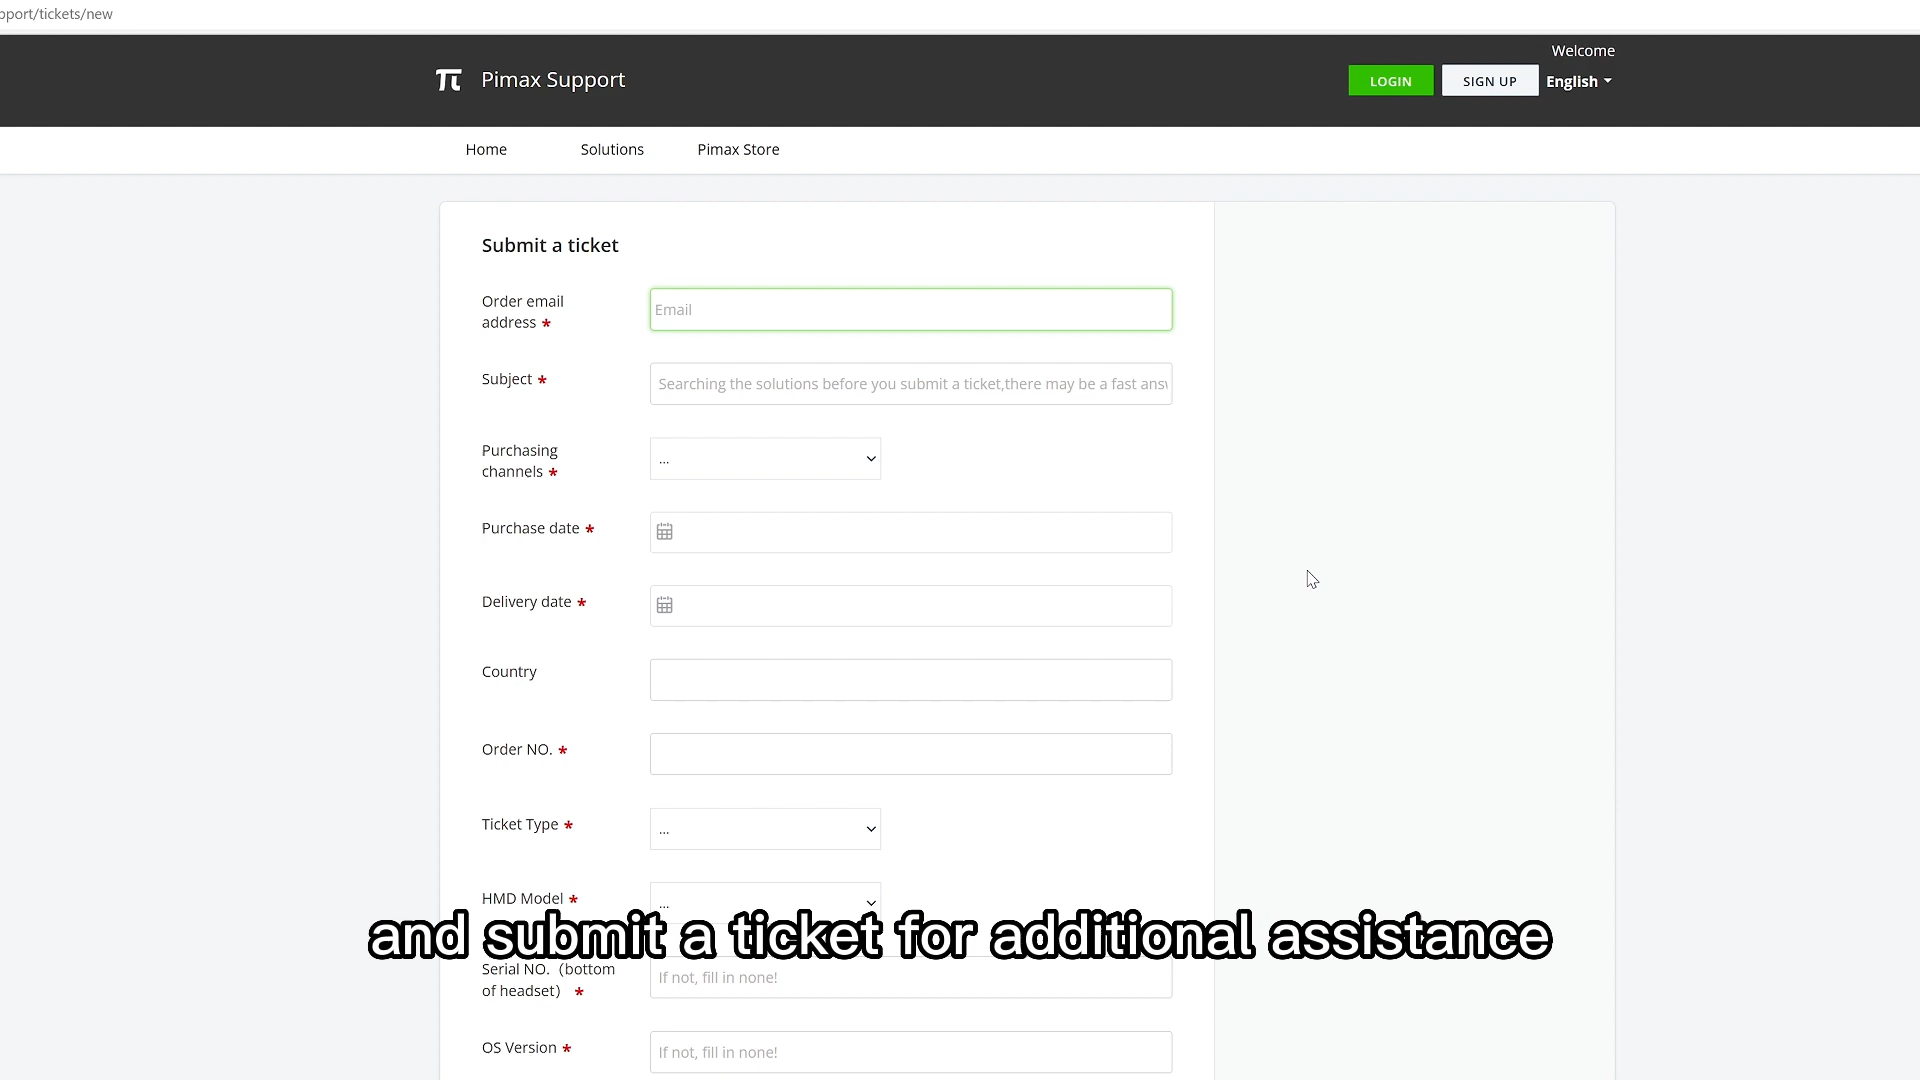 pport/tickets/new
Welcome
Pimax Support
LOGIN
SIGN UP
English
Home
Solutions
Pimax Store
Submit a ticket
Order email
address *
Email
Subject *
Searching the solutions before you submit a ticket,there may be a fast ansv
Purchasing
channels *
...
Purchase date *
Delivery date *
Country
Order NO. *
Ticket Type *
...
HMD Model *
...
and submit a ticket for additional assistance
Serial NO.（bottom
of headset） *
If not, fill in none!
OS Version *
If not, fill in none!